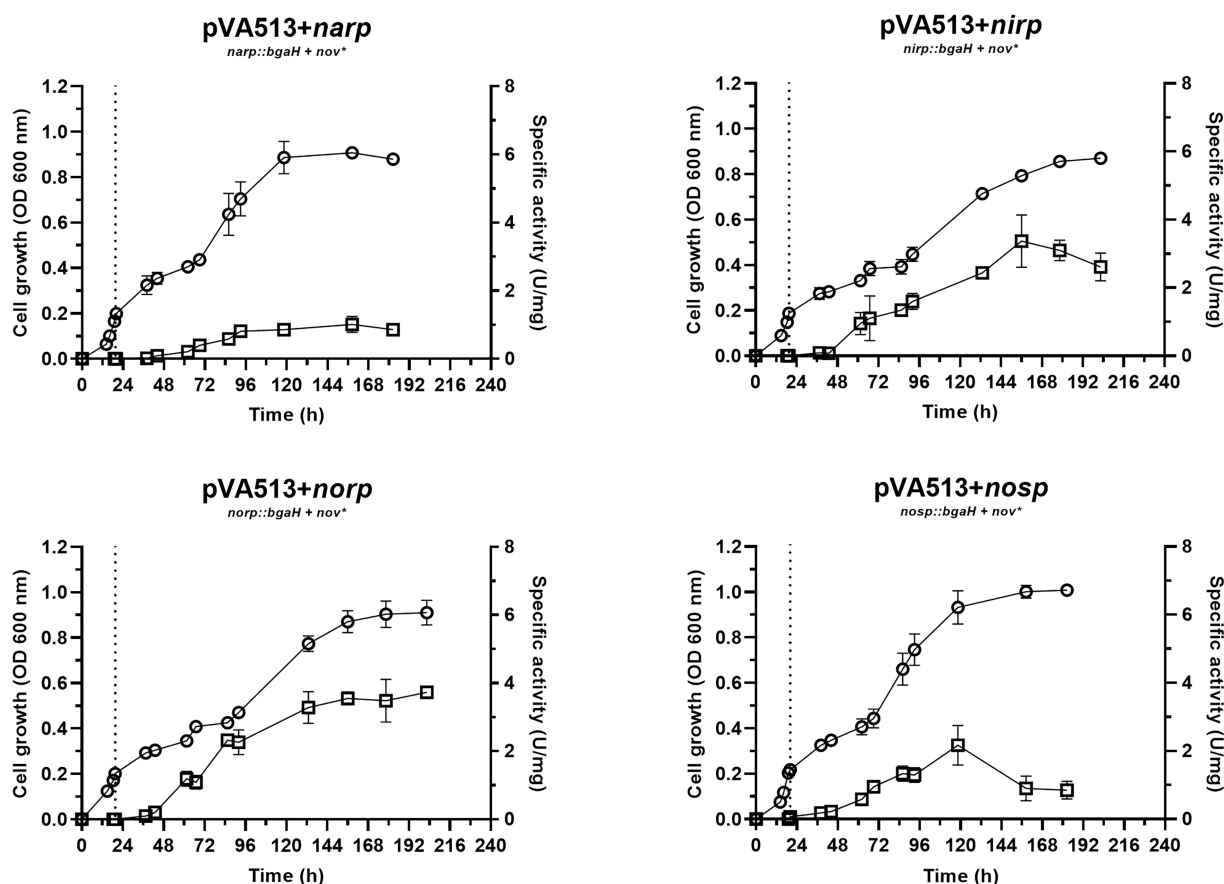 pVA513+narp
narp::bgaH + nov*
1.2
1.0
0.8
0.6
0.4
0.2
0.0
Cell growth (OD 600 nm)
8
6
4
2
0
Specific activity (U/mg)
0 24 48 72 96 120 144 168 192 216 240
Time (h)
pVA513+nirp
nirp::bgaH + nov*
1.2
1.0
0.8
0.6
0.4
0.2
0.0
Cell growth (OD 600 nm)
8
6
4
2
0
Specific activity (U/mg)
0 24 48 72 96 120 144 168 192 216 240
Time (h)
pVA513+norp
norp::bgaH + nov*
1.2
1.0
0.8
0.6
0.4
0.2
0.0
Cell growth (OD 600 nm)
8
6
4
2
0
Specific activity (U/mg)
0 24 48 72 96 120 144 168 192 216 240
Time (h)
pVA513+nosp
nosp::bgaH + nov*
1.2
1.0
0.8
0.6
0.4
0.2
0.0
Cell growth (OD 600 nm)
8
6
4
2
0
Specific activity (U/mg)
0 24 48 72 96 120 144 168 192 216 240
Time (h)